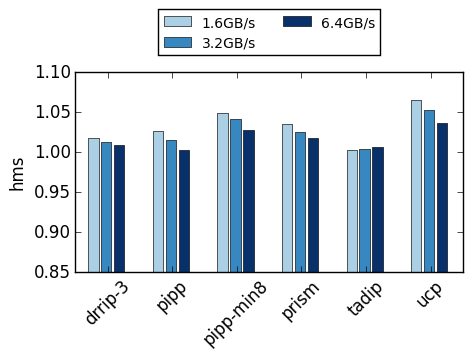 1.6GB/s
3.2GB/s
6.4GB/s
hms
1.10
1.05
1.00
0.95
0.90
0.85
drrip-3
pipp
pipp-min8
prism
tadip
ucp